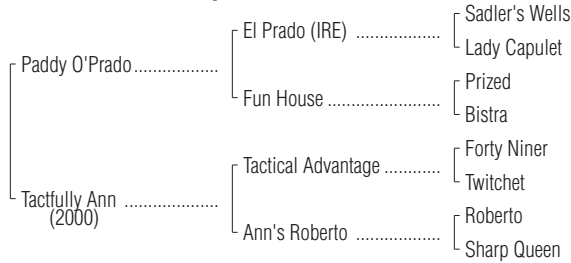 Sadler's Wells
El Prado (IRE) ..................
Lady Capulet
Paddy O'Prado..................
Prized
Fun House ........................
Bistra
Forty Niner
Tactical Advantage ............
Twitchet
Tactfully Ann ....................
(2000)
Roberto
Ann's Roberto ..................
Sharp Queen